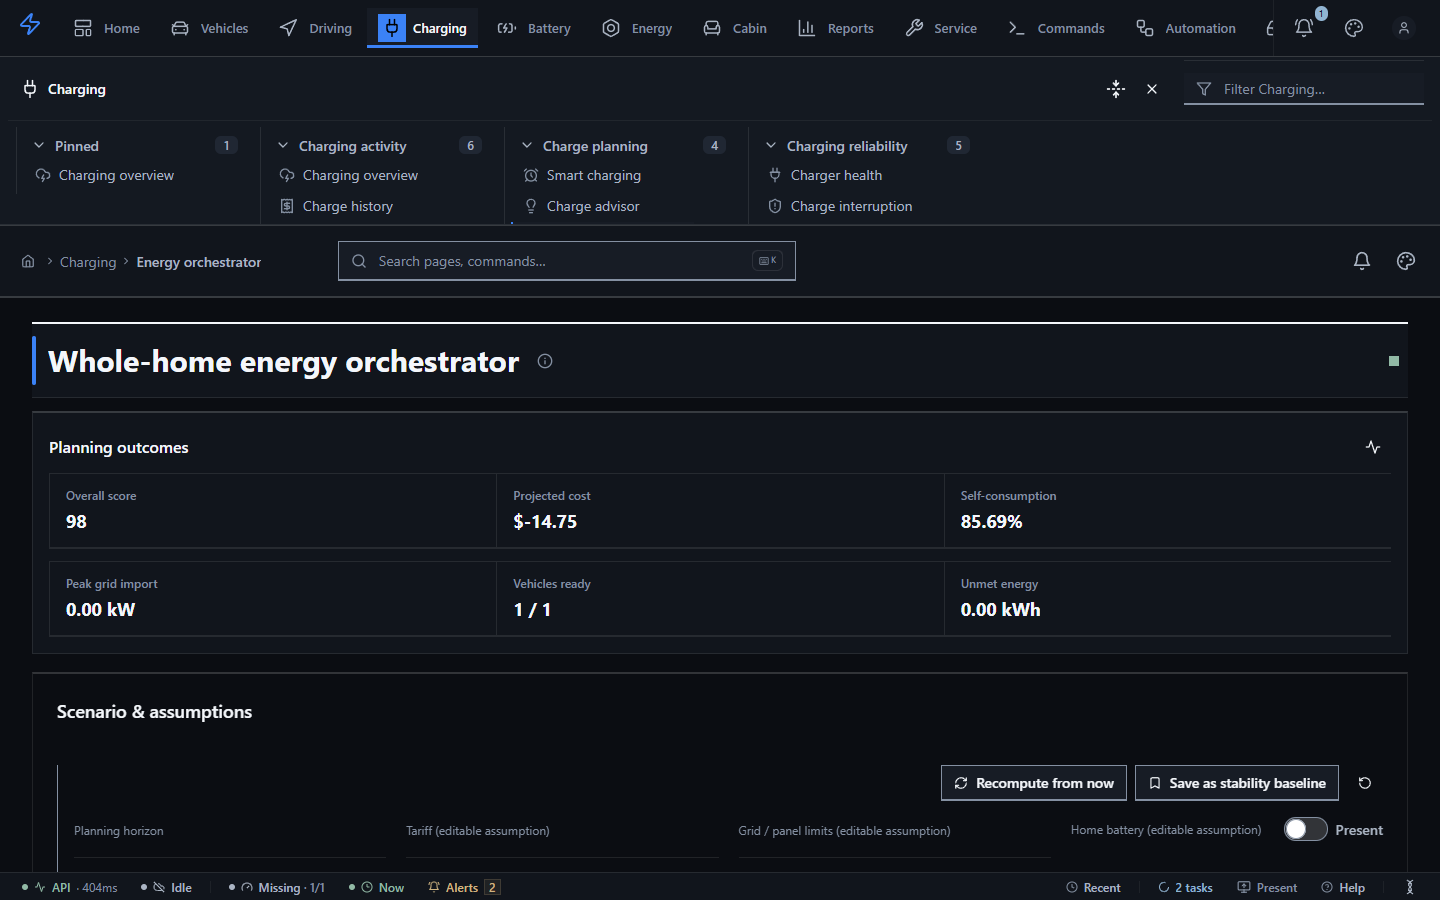 Home Vehicles Driving Charging Battery Energy Cabin Reports Service Commands Automation 1
Charging Filter Charging...
Pinned 1
Charging overview
Charging activity 6
Charging overview
Charge history
Charge planning 4
Smart charging
Charge advisor
Charging reliability 5
Charger health
Charge interruption
Charging Energy orchestrator Search pages, commands... K
Whole-home energy orchestrator
Planning outcomes
Overall score
98
Projected cost
$-14.75
Self-consumption
85.69%
Peak grid import
0.00 kW
Vehicles ready
1 / 1
Unmet energy
0.00 kWh
Scenario & assumptions
Recompute from now Save as stability baseline
Planning horizon Tariff (editable assumption) Grid / panel limits (editable assumption) Home battery (editable assumption) Present
API · 404ms Idle Missing · 1/1 Now Alerts 2 Recent 2 tasks Present Help